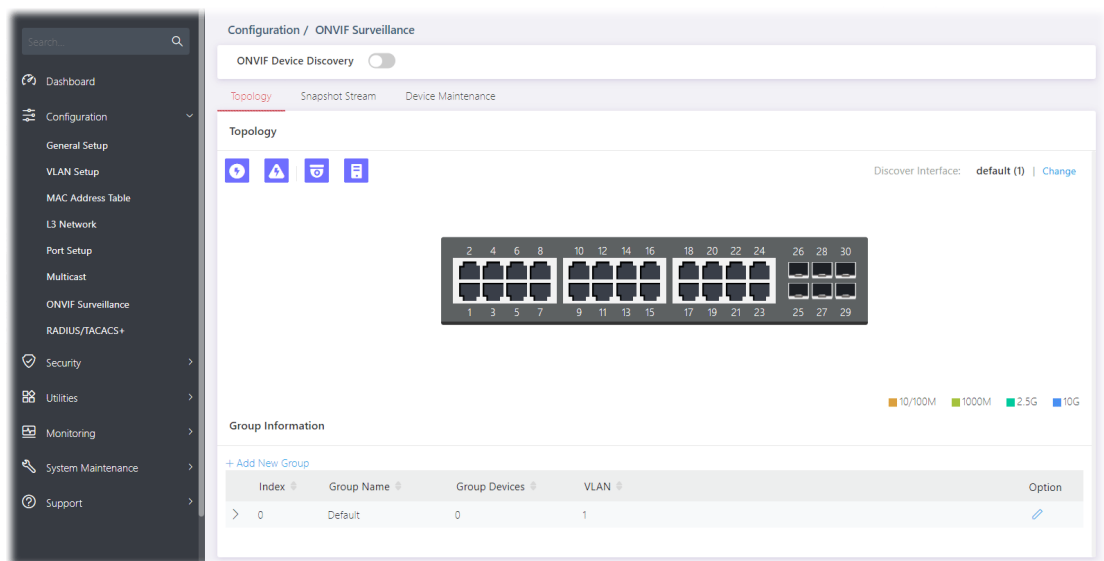 Search...
Dashboard
Configuration
General Setup
VLAN Setup
MAC Address Table
L3 Network
Port Setup
Multicast
ONVIF Surveillance
RADIUS/TACACS+
Security
Utilities
Monitoring
System Maintenance
Support
Configuration / ONVIF Surveillance
ONVIF Device Discovery
Topology Snapshot Stream Device Maintenance
Topology
Discover Interface: default (1) | Change
2 4 6 8 10 12 14 16 18 20 22 24 26 28 30
1 3 5 7 9 11 13 15 17 19 21 23 25 27 29
10/100M 1000M 2.5G 10G
Group Information
+ Add New Group
Index Group Name Group Devices VLAN Option
0 Default 0 1